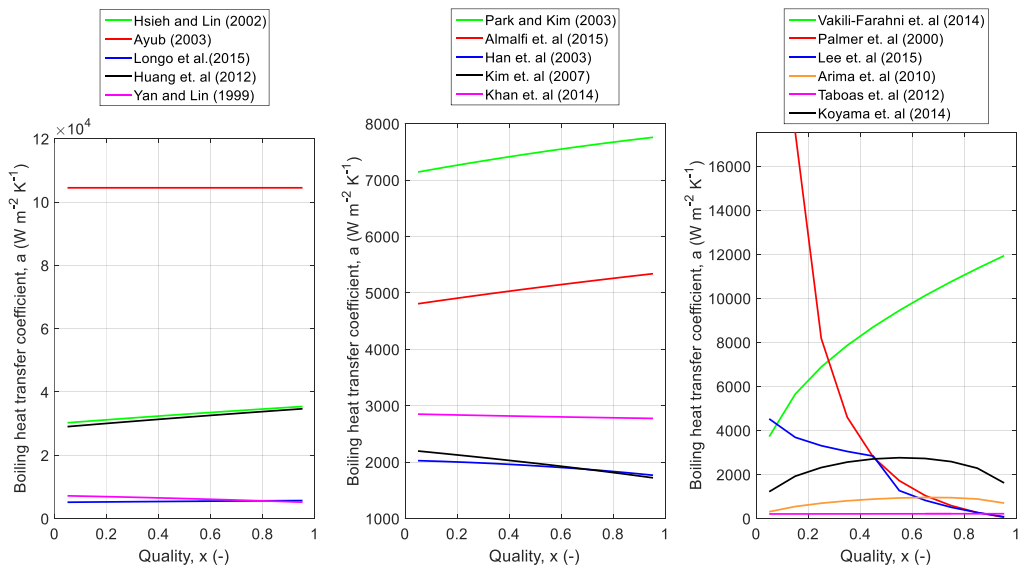 Hsieh and Lin (2002)
Ayub (2003)
Longo et al.(2015)
Huang et. al (2012)
Yan and Lin (1999)
×10⁴
12
10
8
6
4
2
0
0 0.2 0.4 0.6 0.8 1
Boiling heat transfer coefficient, a (W m⁻² K⁻¹)
Quality, x (-)
Park and Kim (2003)
Almalfi et. al (2015)
Han et. al (2003)
Kim et. al (2007)
Khan et. al (2014)
8000
7000
6000
5000
4000
3000
2000
1000
0 0.2 0.4 0.6 0.8 1
Boiling heat transfer coefficient, a (W m⁻² K⁻¹)
Quality, x (-)
Vakili-Farahni et. al (2014)
Palmer et. al (2000)
Lee et. al (2015)
Arima et. al (2010)
Taboas et. al (2012)
Koyama et. al (2014)
16000
14000
12000
10000
8000
6000
4000
2000
0
0 0.2 0.4 0.6 0.8 1
Boiling heat transfer coefficient, a (W m⁻² K⁻¹)
Quality, x (-)